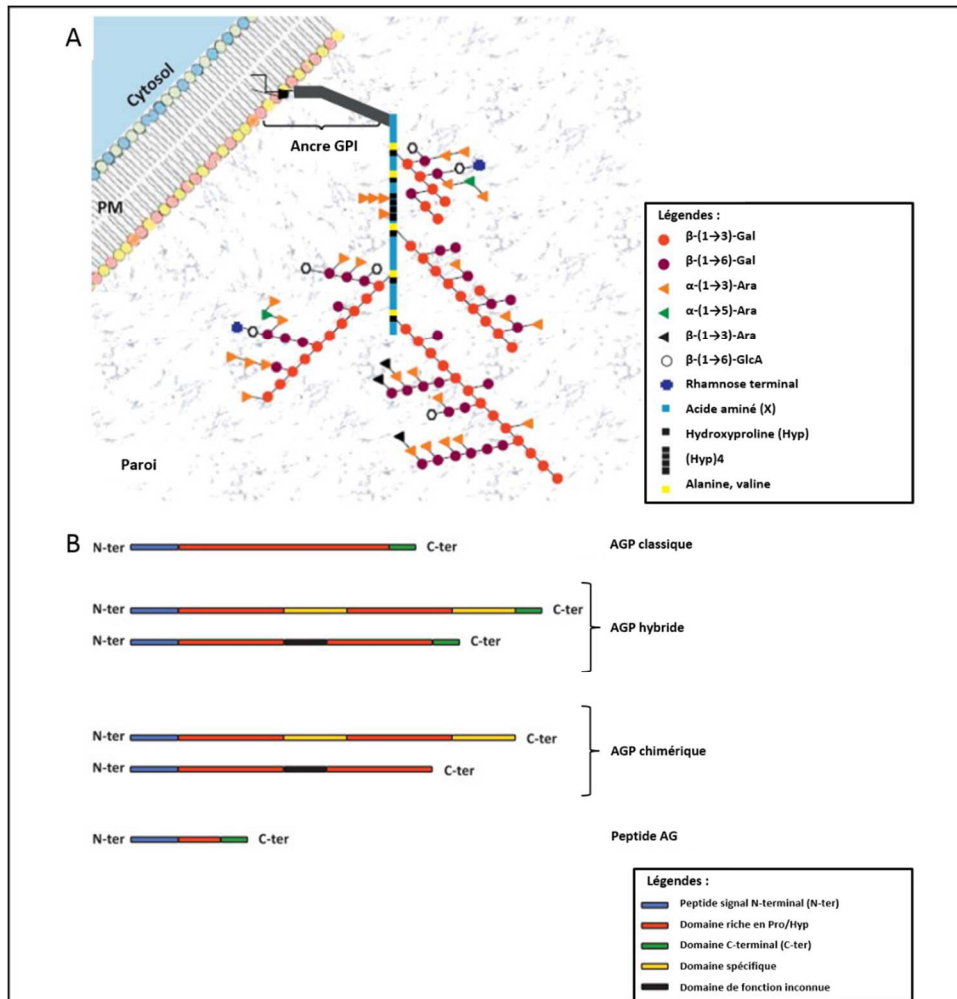 A
Cytosol
PM
Ancre GPI
Paroi
Légendes :
β-(1→3)-Gal
β-(1→6)-Gal
α-(1→3)-Ara
α-(1→5)-Ara
β-(1→3)-Ara
β-(1→6)-GlcA
Rhamnose terminal
Acide aminé (X)
Hydroxyproline (Hyp)
(Hyp)4
Alanine, valine
B
N-ter C-ter AGP classique
N-ter C-ter
AGP hybride
N-ter C-ter
N-ter C-ter
AGP chimérique
N-ter C-ter
N-ter C-ter Peptide AG
Légendes :
Peptide signal N-terminal (N-ter)
Domaine riche en Pro/Hyp
Domaine C-terminal (C-ter)
Domaine spécifique
Domaine de fonction inconnue